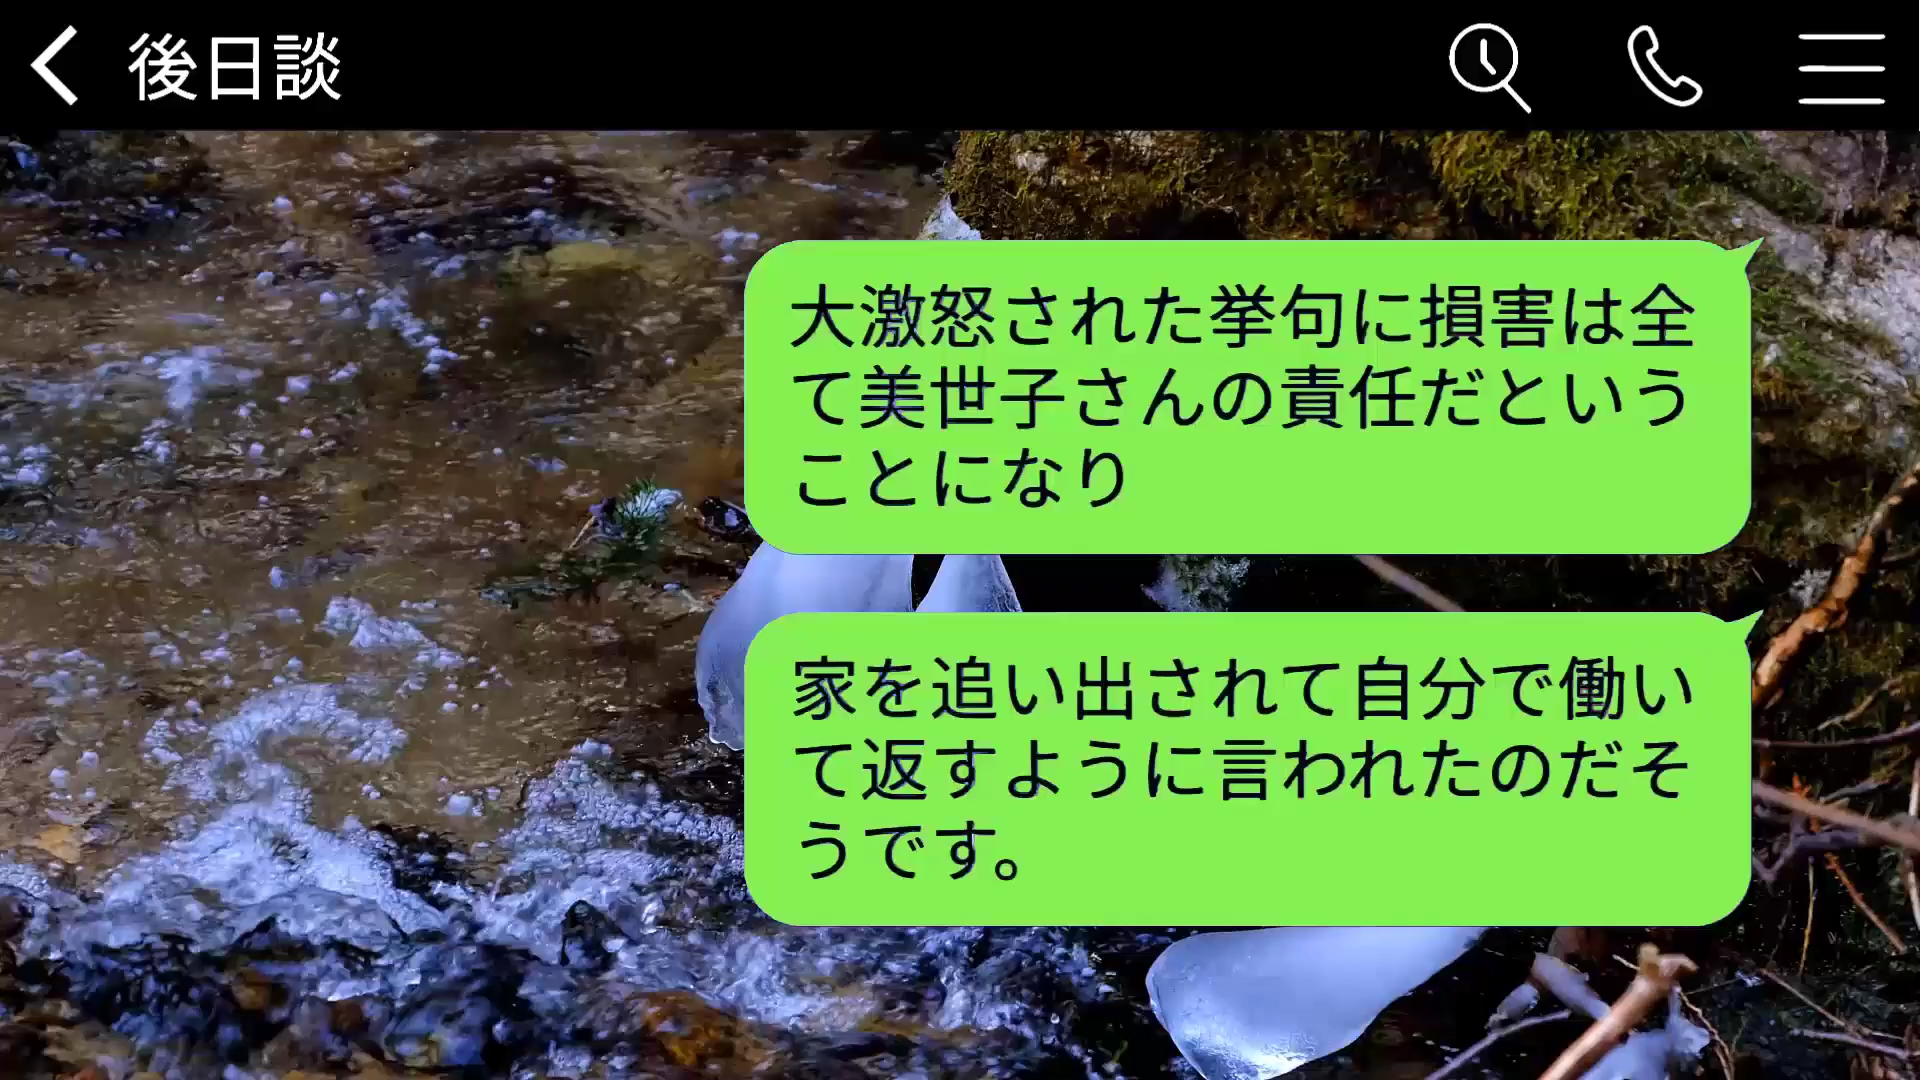 後日談
大激怒された挙句に損害は全
て美世子さんの責任だという
ことになり
家を追い出されて自分で働い
て返すように言われたのだそ
うです。